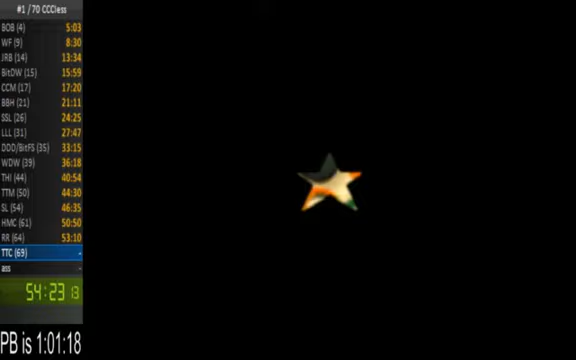 #1 / 70 CCCless
BOB (4) 5:03
WF (9) 8:30
JRB (14) 13:34
BitDW (15) 15:59
CCM (17) 17:20
BBH (21) 21:11
SSL (26) 24:25
LLL (31) 27:47
DDD/BitFS (35) 33:15
WDW (39) 36:18
THI (44) 40:54
TTM (50) 44:30
SL (54) 46:35
HMC (61) 50:50
RR (64) 53:10
TTC (69) -
ass -
54:23 13
PB is 1:01:18